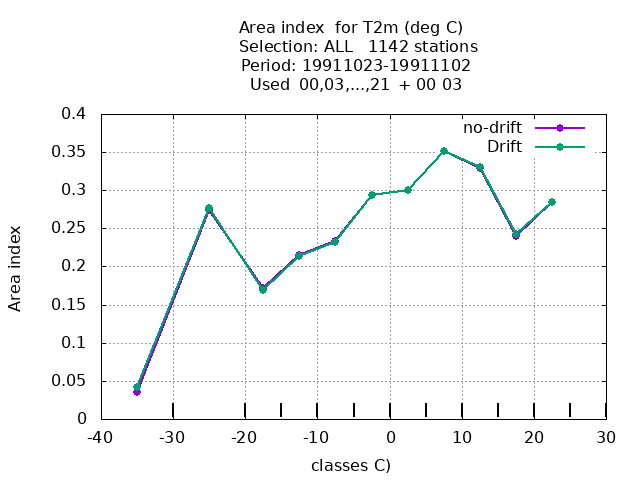 Area index  for T2m (deg C)
Selection: ALL   1142 stations
Period: 19911023-19911102
Used  00,03,...,21  + 00 03
no-drift
Drift
0.4
0.35
0.3
0.25
0.2
0.15
0.1
0.05
0
-40 -30 -20 -10 0 10 20 30
Area index
classes C)